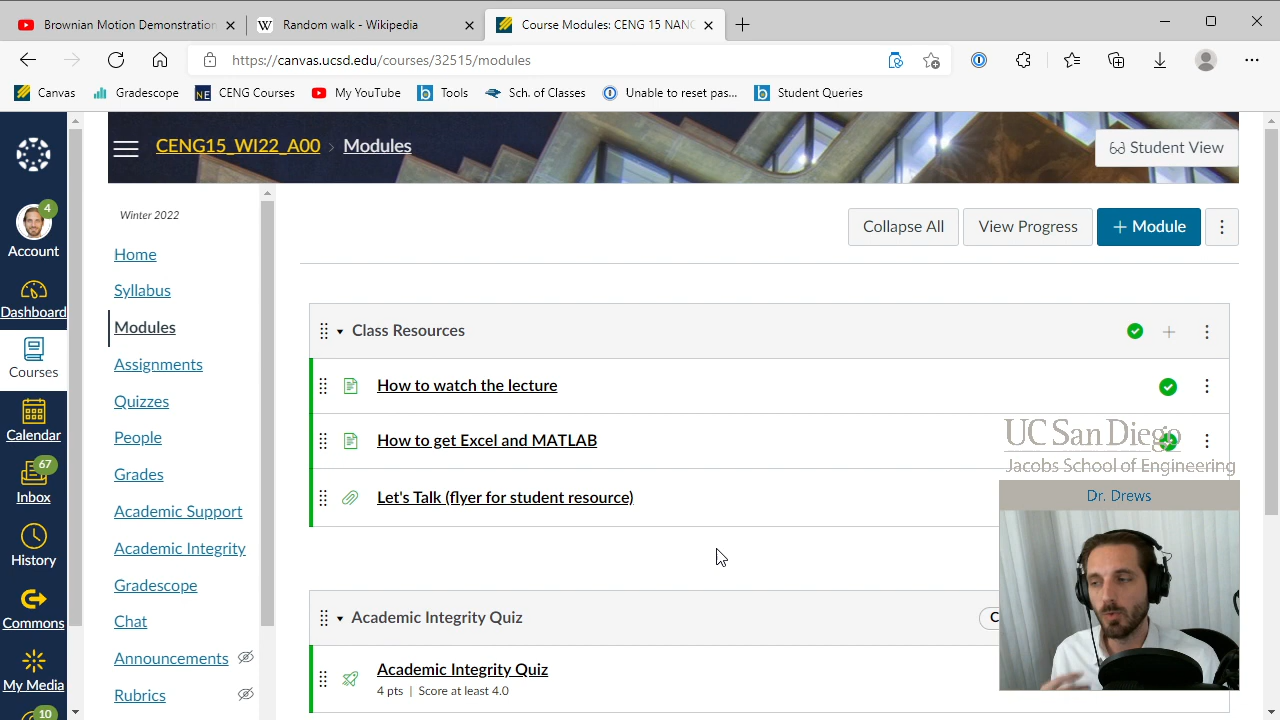 Brownian Motion Demonstration
Random walk - Wikipedia
Course Modules: CENG 15 NANO
https://canvas.ucsd.edu/courses/32515/modules
Canvas
Gradescope
NE CENG Courses
My YouTube
b Tools
Sch. of Classes
Unable to reset pas...
b Student Queries
CENG15_WI22_A00 › Modules
Student View
4
Account
Dashboard
Courses
Calendar
67
Inbox
History
Commons
My Media
10
Winter 2022
Home
Syllabus
Modules
Assignments
Quizzes
People
Grades
Academic Support
Academic Integrity
Gradescope
Chat
Announcements
Rubrics
Collapse All
View Progress
+ Module
Class Resources
How to watch the lecture
How to get Excel and MATLAB
Let's Talk (flyer for student resource)
Academic Integrity Quiz
Academic Integrity Quiz
4 pts | Score at least 4.0
UC San Diego
Jacobs School of Engineering
Dr. Drews